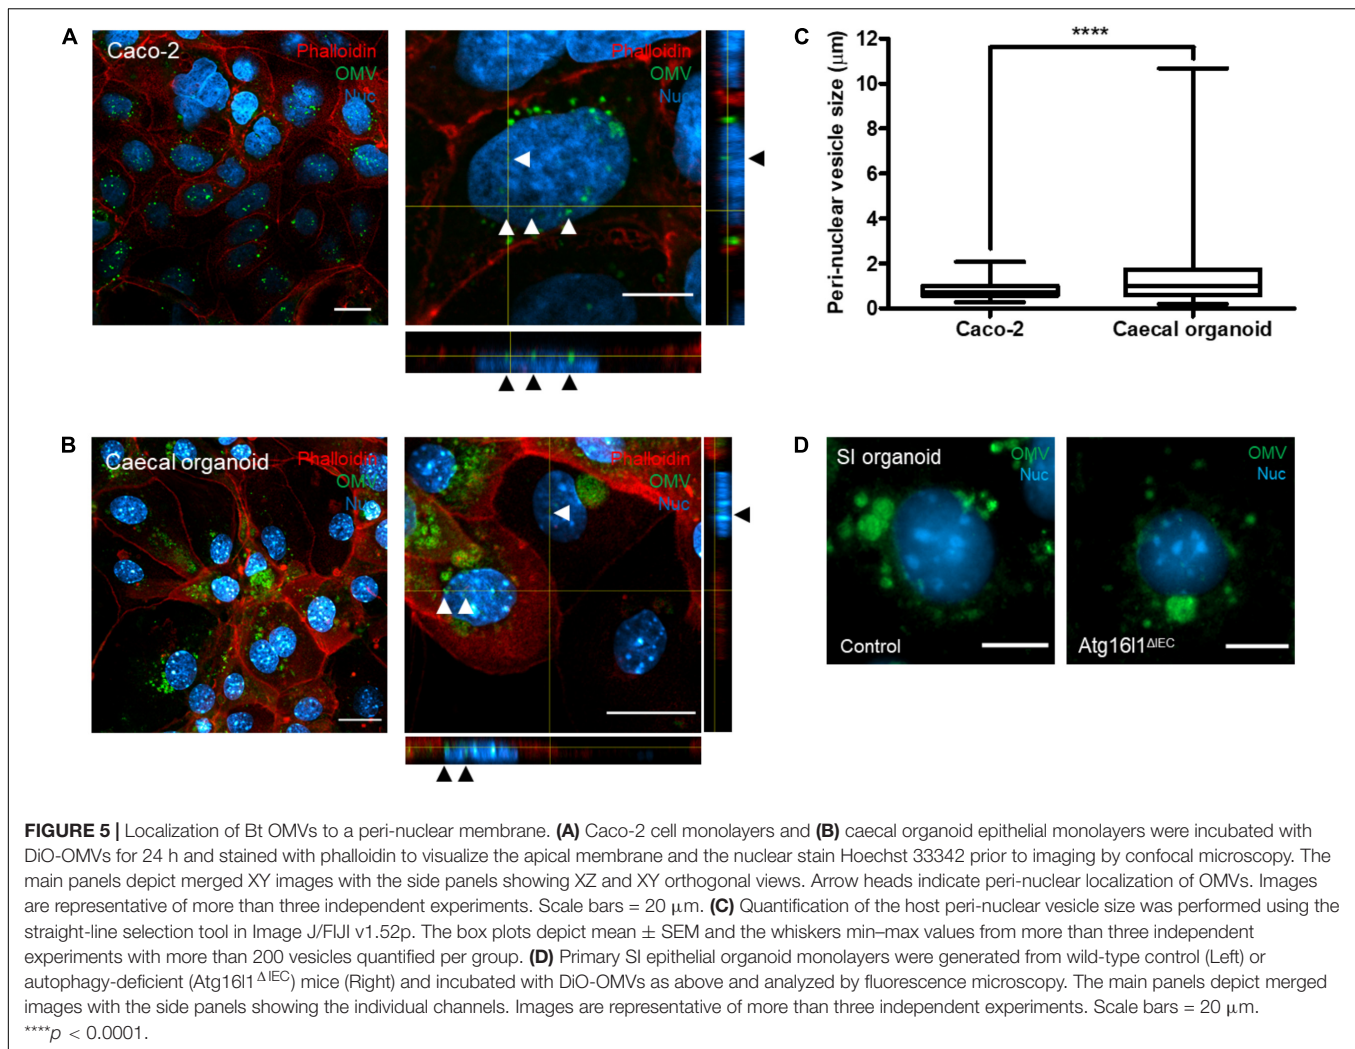 A
Caco-2
Phalloidin
OMV
Nuc
Phalloidin
OMV
Nuc
C
****
Peri-nuclear vesicle size (μm)
12
10
8
6
4
2
0
Caco-2
Caecal organoid
B
Caecal organoid
Phalloidin
OMV
Nuc
Phalloidin
OMV
Nuc
D
SI organoid
OMV
Nuc
Control
OMV
Nuc
Atg16l1ΔIEC
FIGURE 5 | Localization of Bt OMVs to a peri-nuclear membrane. (A) Caco-2 cell monolayers and (B) caecal organoid epithelial monolayers were incubated with
DiO-OMVs for 24 h and stained with phalloidin to visualize the apical membrane and the nuclear stain Hoechst 33342 prior to imaging by confocal microscopy. The
main panels depict merged XY images with the side panels showing XZ and XY orthogonal views. Arrow heads indicate peri-nuclear localization of OMVs. Images
are representative of more than three independent experiments. Scale bars = 20 μm. (C) Quantification of the host peri-nuclear vesicle size was performed using the
straight-line selection tool in Image J/FIJI v1.52p. The box plots depict mean ± SEM and the whiskers min–max values from more than three independent
experiments with more than 200 vesicles quantified per group. (D) Primary SI epithelial organoid monolayers were generated from wild-type control (Left) or
autophagy-deficient (Atg16l1ΔIEC) mice (Right) and incubated with DiO-OMVs as above and analyzed by fluorescence microscopy. The main panels depict merged
images with the side panels showing the individual channels. Images are representative of more than three independent experiments. Scale bars = 20 μm.
****p < 0.0001.